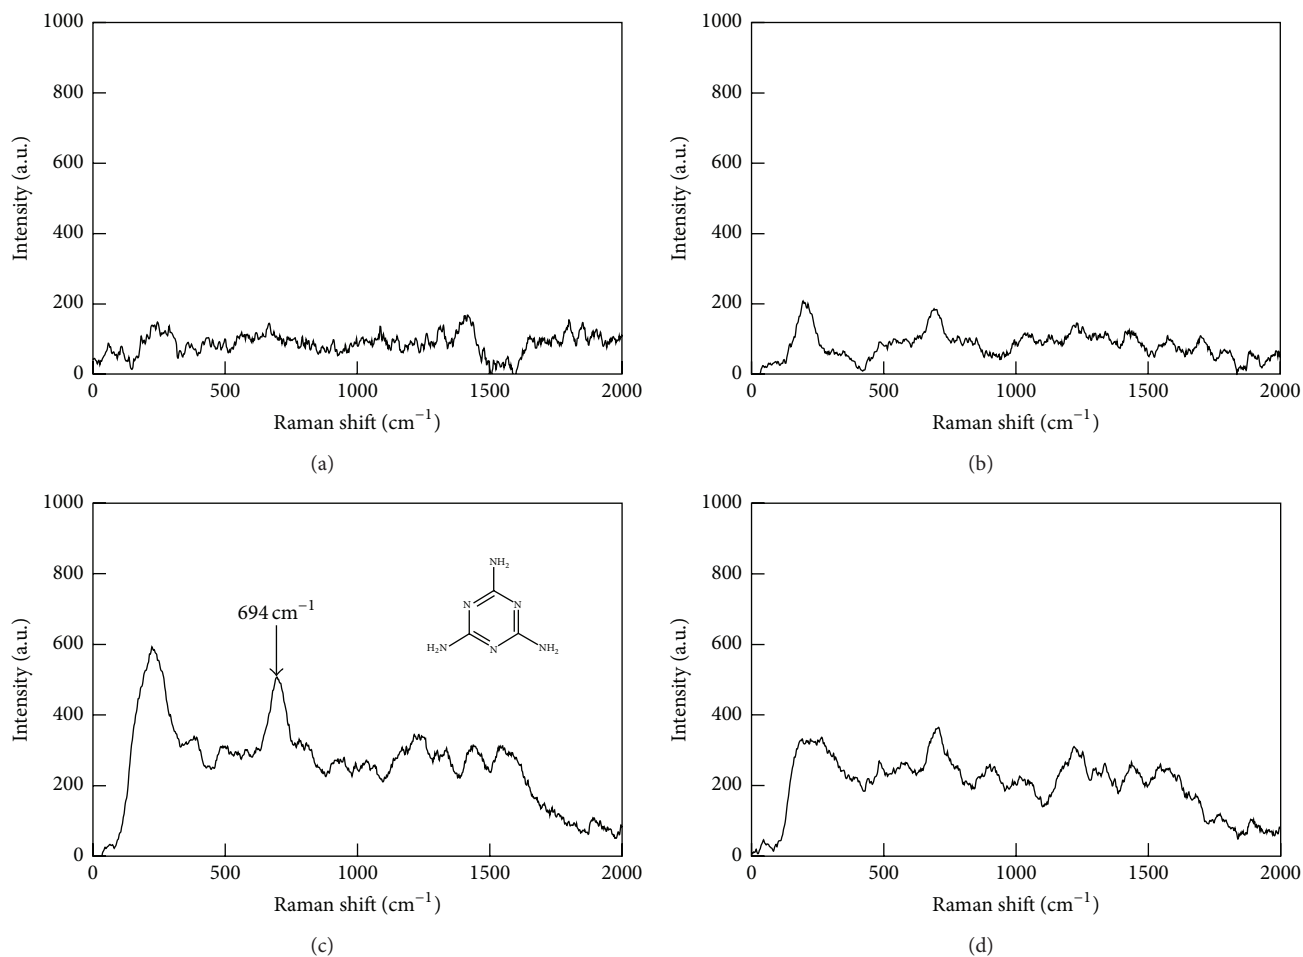 1000
800
600
400
200
0
Intensity (a.u.)
0 500 1000 1500 2000
Raman shift (cm⁻¹)
(a)
1000
800
600
400
200
0
Intensity (a.u.)
0 500 1000 1500 2000
Raman shift (cm⁻¹)
(b)
1000
800
600
400
200
0
Intensity (a.u.)
694 cm⁻¹
NH₂
N N
H₂N N NH₂
0 500 1000 1500 2000
Raman shift (cm⁻¹)
(c)
1000
800
600
400
200
0
Intensity (a.u.)
0 500 1000 1500 2000
Raman shift (cm⁻¹)
(d)